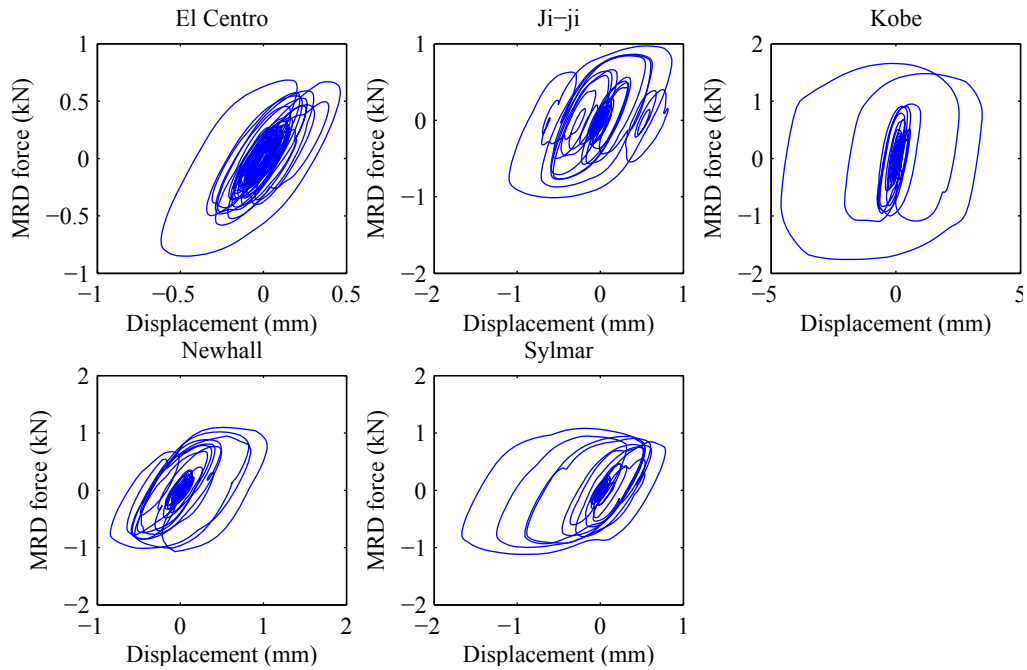 El Centro
MRD force (kN)
1
0.5
0
−0.5
−1
−1 −0.5 0 0.5
Displacement (mm)
Ji−ji
MRD force (kN)
1
0
−1
−2
−2 −1 0 1
Displacement (mm)
Kobe
MRD force (kN)
2
1
0
−1
−2
−5 0 5
Displacement (mm)
Newhall
MRD force (kN)
2
1
0
−1
−2
−1 0 1 2
Displacement (mm)
Sylmar
MRD force (kN)
2
1
0
−1
−2
−2 −1 0 1
Displacement (mm)